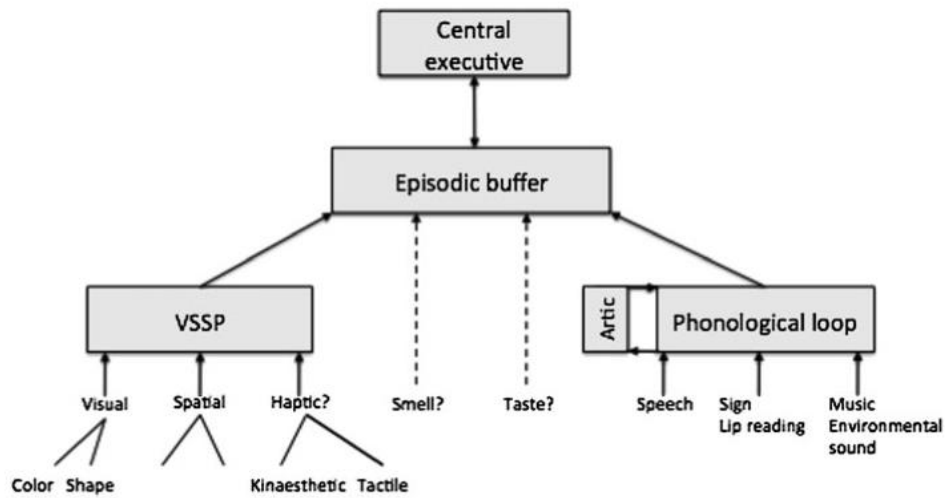 Central
executive
Episodic buffer
VSSP
Artic
Phonological loop
Visual
Spatial
Haptic?
Smell?
Taste?
Speech
Sign
Lip reading
Music
Environmental
sound
Color
Shape
Kinaesthetic
Tactile